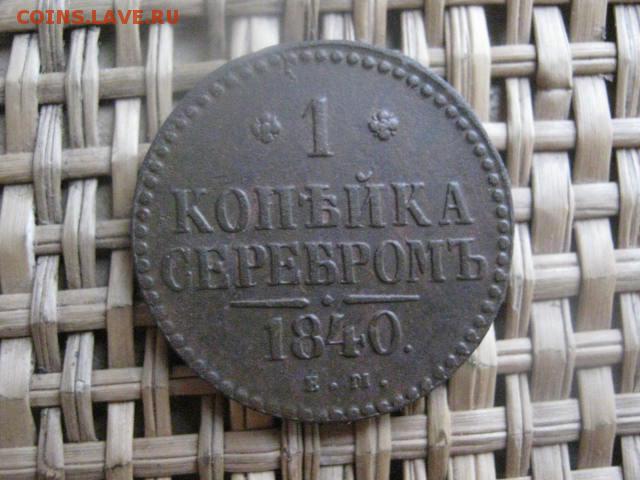 COINS.LAVE.RU
1
КОПѢЙКА
СЕРЕБРОМЪ
1840.
Е. М.